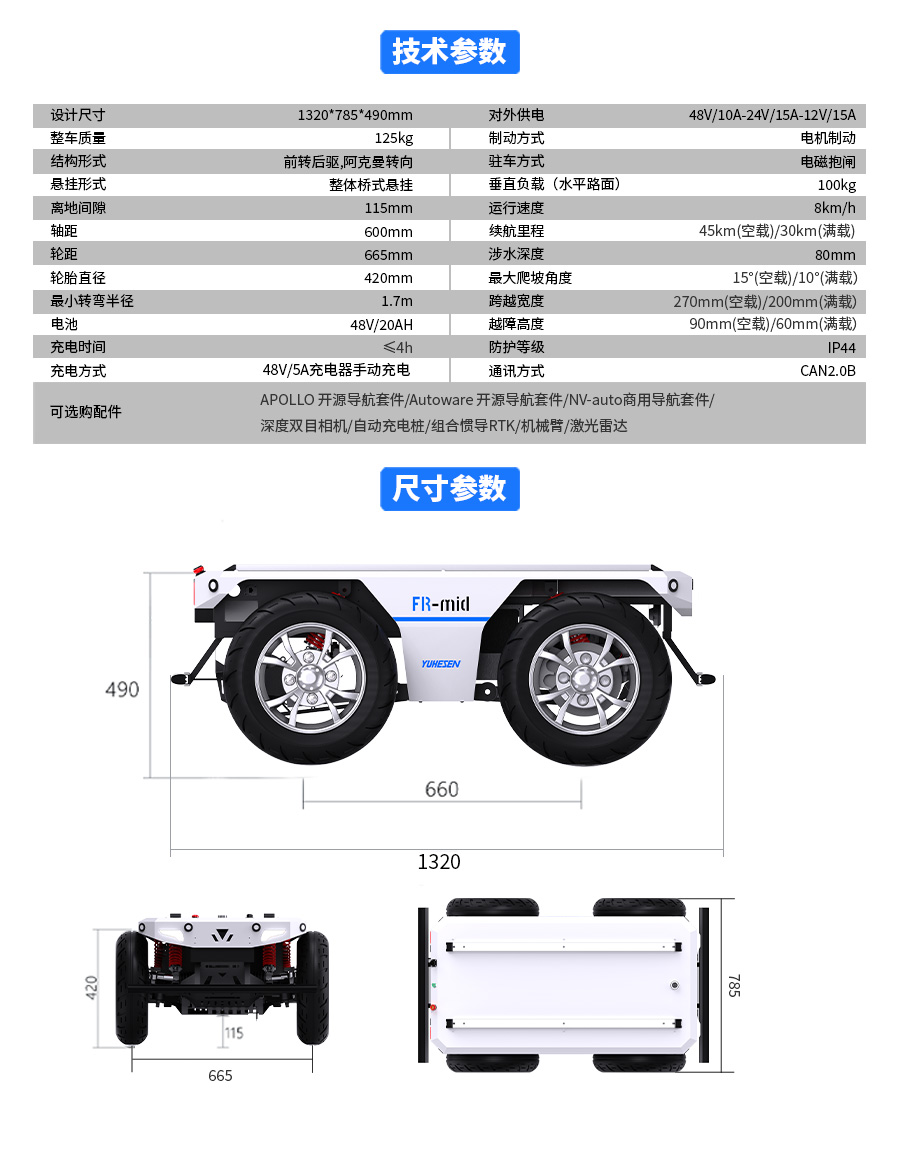 技术参数
设计尺寸 1320*785*490mm 对外供电 48V/10A-24V/15A-12V/15A
整车质量 125kg 制动方式 电机制动
结构形式 前转后驱,阿克曼转向 驻车方式 电磁抱闸
悬挂形式 整体桥式悬挂 垂直负载（水平路面） 100kg
离地间隙 115mm 运行速度 8km/h
轴距 600mm 续航里程 45km(空载)/30km(满载)
轮距 665mm 涉水深度 80mm
轮胎直径 420mm 最大爬坡角度 15°(空载)/10°(满载)
最小转弯半径 1.7m 跨越宽度 270mm(空载)/200mm(满载)
电池 48V/20AH 越障高度 90mm(空载)/60mm(满载)
充电时间 ≤4h 防护等级 IP44
充电方式 48V/5A充电器手动充电 通讯方式 CAN2.0B
可选购配件 APOLLO 开源导航套件/Autoware 开源导航套件/NV-auto商用导航套件/
深度双目相机/自动充电桩/组合惯导RTK/机械臂/激光雷达
尺寸参数
FR-mid
YUHESEN
490
660
1320
420
115
665
785